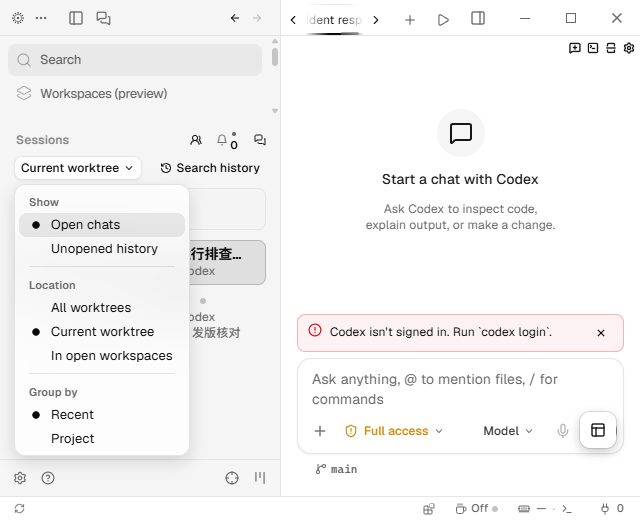 dent resp
Search
Workspaces (preview)
Sessions
0
Current worktree
Search history
Show
Open chats
Unopened history
Location
All worktrees
Current worktree
In open workspaces
Group by
Recent
Project
行排查...
odex
odex
发版核对
Start a chat with Codex
Ask Codex to inspect code,
explain output, or make a change.
Codex isn't signed in. Run `codex login`.
Ask anything, @ to mention files, / for
commands
Full access
Model
main
Off
0